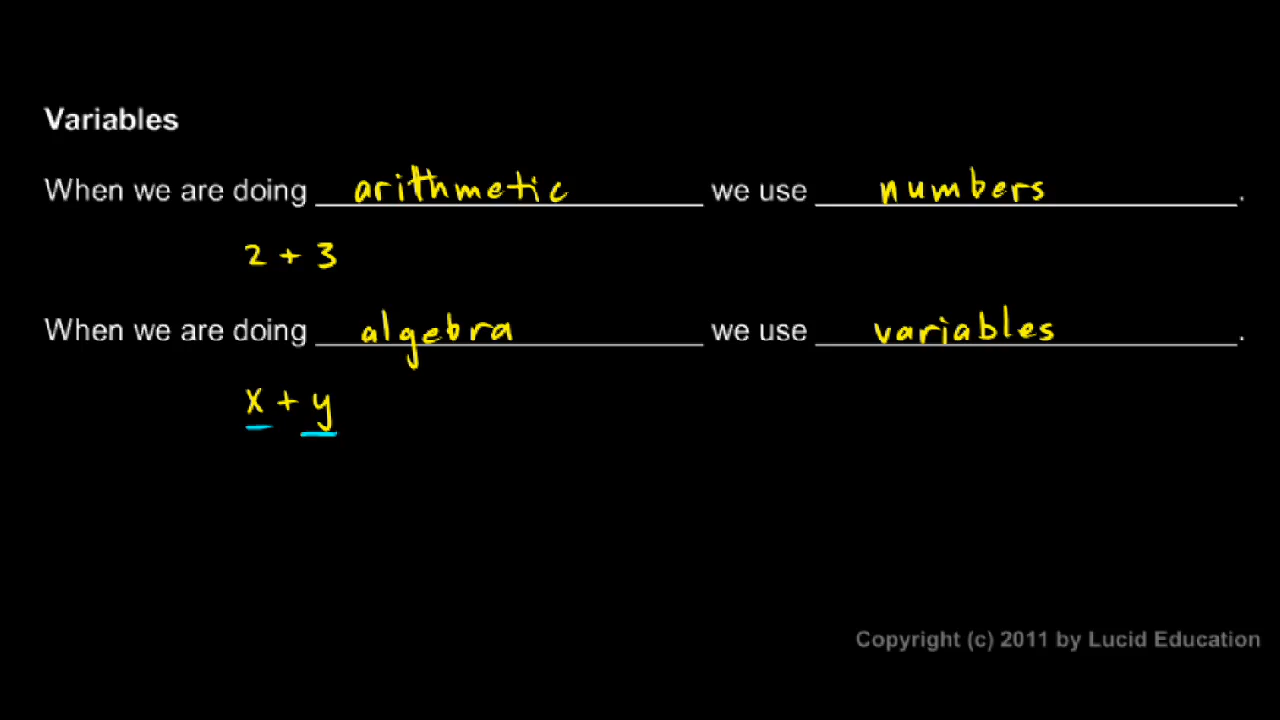 Variables
When we are doing arithmetic we use numbers.
2 + 3
When we are doing algebra we use variables.
x + y
Copyright (c) 2011 by Lucid Education